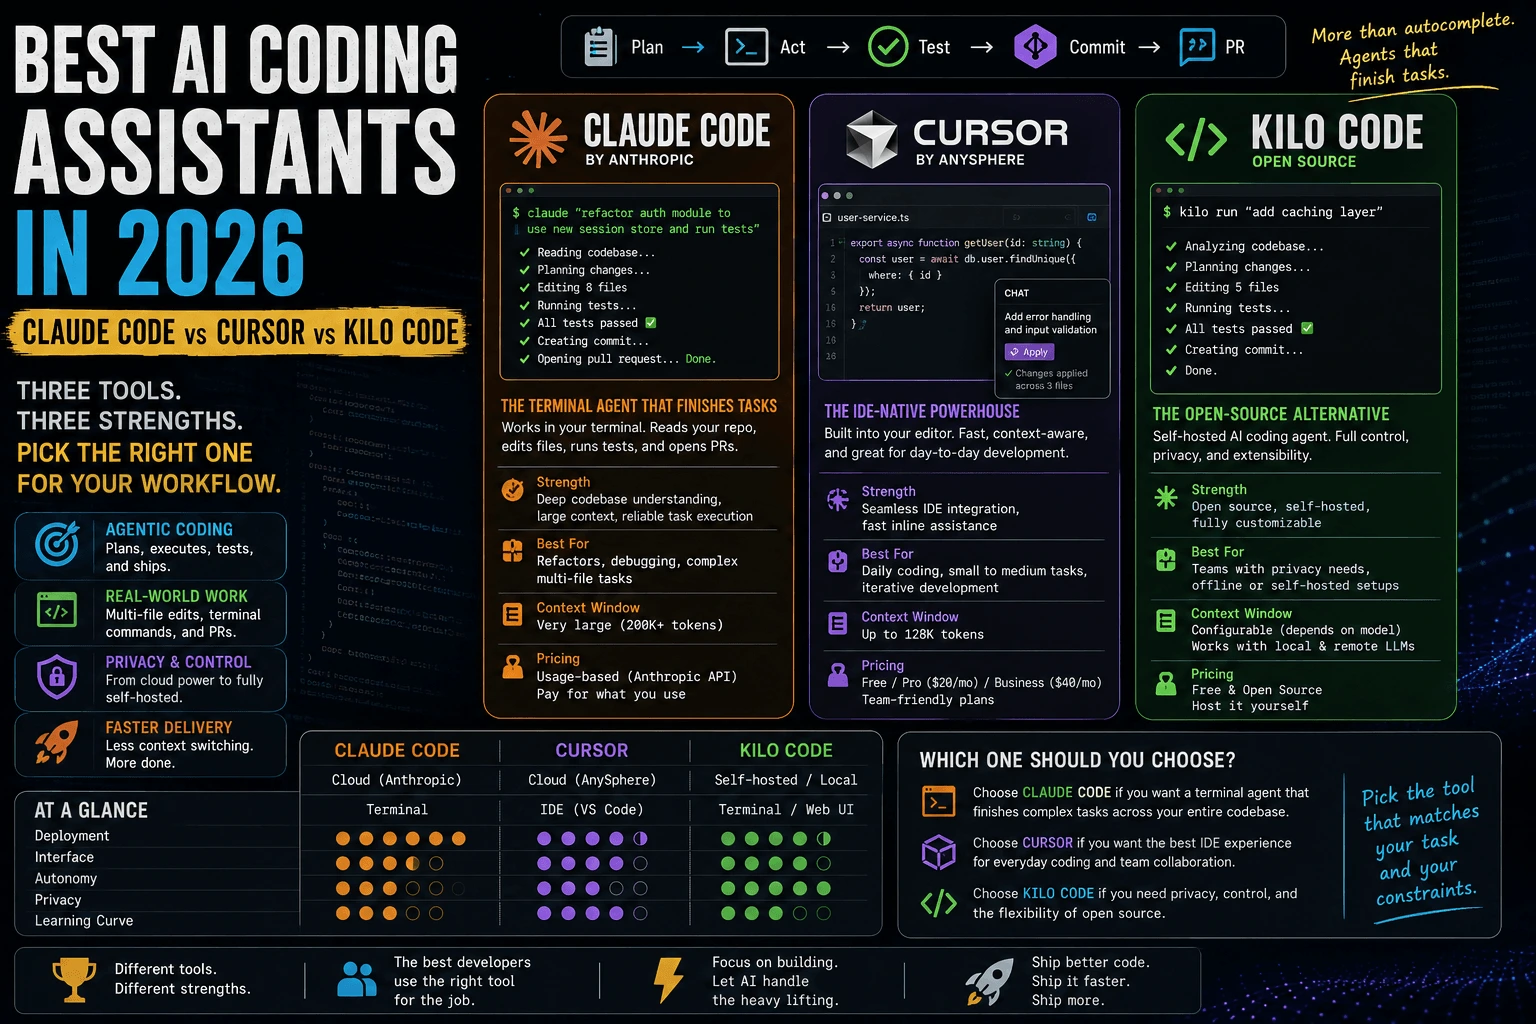 BEST AI CODING
ASSISTANTS
IN 2026
CLAUDE CODE vs CURSOR vs KILO CODE
THREE TOOLS.
THREE STRENGTHS.
PICK THE RIGHT ONE
FOR YOUR WORKFLOW.
AGENTIC CODING
Plans, executes, tests,
and ships.
REAL-WORLD WORK
Multi-file edits, terminal
commands, and PRs.
PRIVACY & CONTROL
From cloud power to fully
self-hosted.
FASTER DELIVERY
Less context switching.
More done.
Plan → Act → Test → Commit → PR
More than autocomplete.
Agents that
finish tasks.
CLAUDE CODE
BY ANTHROPIC
$ claude "refactor auth module to
use new session store and run tests"
✓ Reading codebase...
✓ Planning changes...
✓ Editing 8 files
✓ Running tests...
✓ All tests passed ✅
✓ Creating commit...
✓ Opening pull request... Done.
THE TERMINAL AGENT THAT FINISHES TASKS
Works in your terminal. Reads your repo,
edits files, runs tests, and opens PRs.
Strength
Deep codebase understanding,
large context, reliable task execution
Best For
Refactors, debugging, complex
multi-file tasks
Context Window
Very large (200K+ tokens)
Pricing
Usage-based (Anthropic API)
Pay for what you use
CURSOR
BY ANYSPHERE
user-service.ts
1 export async function getUser(id: string) {
2 const user = await db.user.findUnique({
3 where: { id }
6 });
16 return user;
16 }
16
36
CHAT
Add error handling
and input validation
Apply
✓ Changes applied
across 3 files
THE IDE-NATIVE POWERHOUSE
Built into your editor. Fast, context-aware,
and great for day-to-day development.
Strength
Seamless IDE integration,
fast inline assistance
Best For
Daily coding, small to medium tasks,
iterative development
Context Window
Up to 128K tokens
Pricing
Free / Pro ($20/mo) / Business ($40/mo)
Team-friendly plans
KILO CODE
OPEN SOURCE
$ kilo run "add caching layer"
✓ Analyzing codebase...
✓ Planning changes...
✓ Editing 5 files
✓ Running tests...
✓ All tests passed ✅
✓ Creating commit...
✓ Done.
THE OPEN-SOURCE ALTERNATIVE
Self-hosted AI coding agent. Full control,
privacy, and extensibility.
Strength
Open source, self-hosted,
fully customizable
Best For
Teams with privacy needs,
offline or self-hosted setups
Context Window
Configurable (depends on model)
Works with local & remote LLMs
Pricing
Free & Open Source
Host it yourself
AT A GLANCE
Deployment
Interface
Autonomy
Privacy
Learning Curve
CLAUDE CODE CURSOR KILO CODE
Cloud (Anthropic) Cloud (AnySphere) Self-hosted / Local
Terminal IDE (VS Code) Terminal / Web UI
WHICH ONE SHOULD YOU CHOOSE?
Choose CLAUDE CODE if you want a terminal agent that
finishes complex tasks across your entire codebase.
Choose CURSOR if you want the best IDE experience
for everyday coding and team collaboration.
Choose KILO CODE if you need privacy, control, and
the flexibility of open source.
Pick the tool
that matches
your task
and your
constraints.
Different tools.
Different strengths.
The best developers
use the right tool
for the job.
Focus on building.
Let AI handle
the heavy lifting.
Ship better code.
Ship it faster.
Ship more.